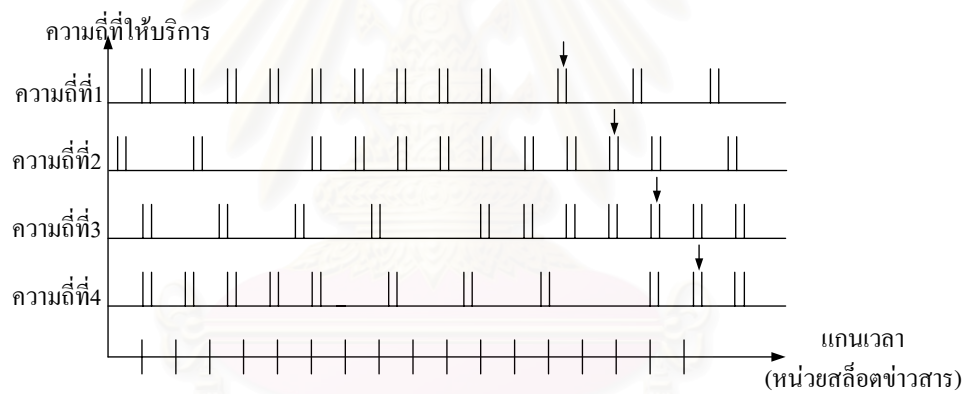 ความถี่ที่ให้บริการ
ความถี่ที่1
ความถี่ที่2
ความถี่ที่3
ความถี่ที่4
แกนเวลา
(หน่วยสล็อตข่าวสาร)